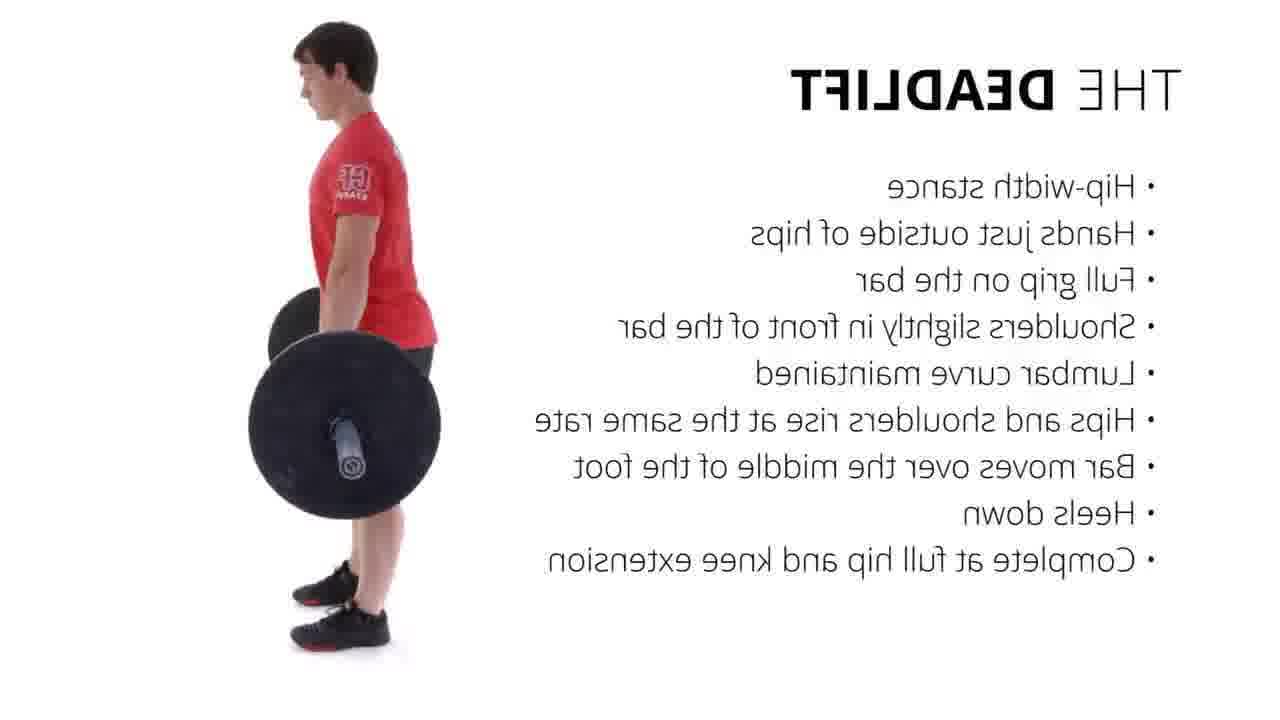 THE DEADLIFT
• Hip-width stance
• Hands just outside of hips
• Full grip on the bar
• Shoulders slightly in front of the bar
• Lumbar curve maintained
• Hips and shoulders rise at the same rate
• Bar moves over the middle of the foot
• Heels down
• Complete at full hip and knee extension